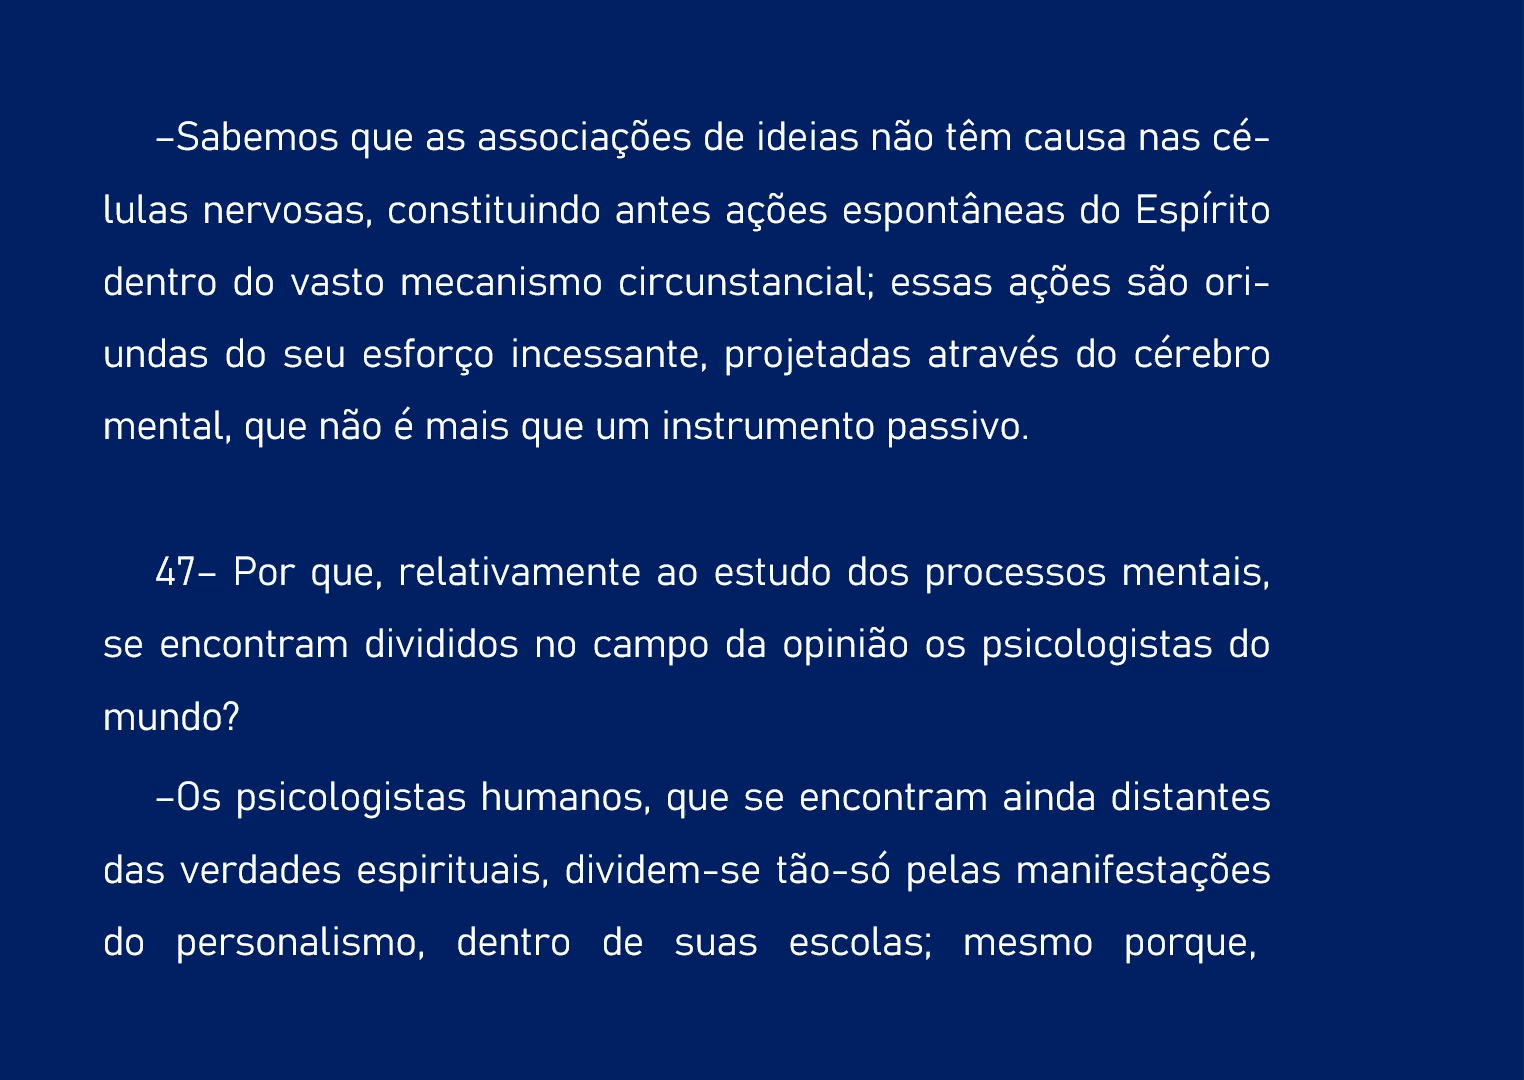 –Sabemos que as associações de ideias não têm causa nas cé-
lulas nervosas, constituindo antes ações espontâneas do Espírito
dentro do vasto mecanismo circunstancial; essas ações são ori-
undas do seu esforço incessante, projetadas através do cérebro
mental, que não é mais que um instrumento passivo.
47– Por que, relativamente ao estudo dos processos mentais,
se encontram divididos no campo da opinião os psicologistas do
mundo?
–Os psicologistas humanos, que se encontram ainda distantes
das verdades espirituais, dividem-se tão-só pelas manifestações
do personalismo, dentro de suas escolas; mesmo porque,